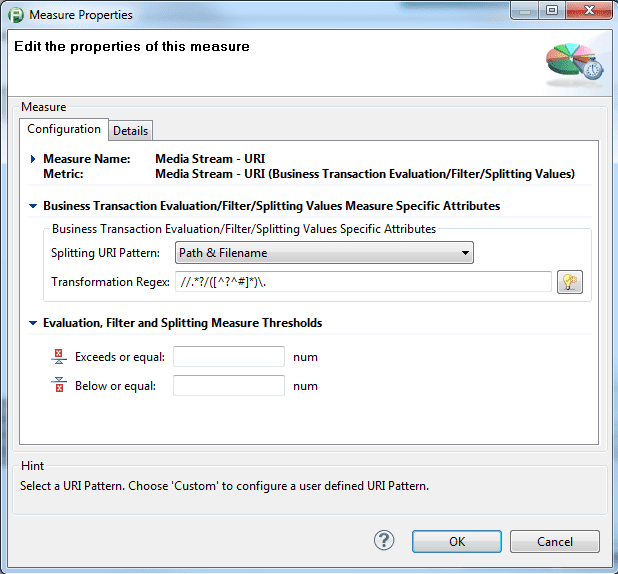 Measure Properties
Edit the properties of this measure
Measure
Configuration
Details
Measure Name: Media Stream - URI
Metric: Media Stream - URI (Business Transaction Evaluation/Filter/Splitting Values)
Business Transaction Evaluation/Filter/Splitting Values Measure Specific Attributes
Business Transaction Evaluation/Filter/Splitting Values Specific Attributes
Splitting URI Pattern: Path & Filename
Transformation Regex: //.*?/([^?^#]*)\.
Evaluation, Filter and Splitting Measure Thresholds
Exceeds or equal: num
Below or equal: num
Hint
Select a URI Pattern. Choose 'Custom' to configure a user defined URI Pattern.
? OK Cancel